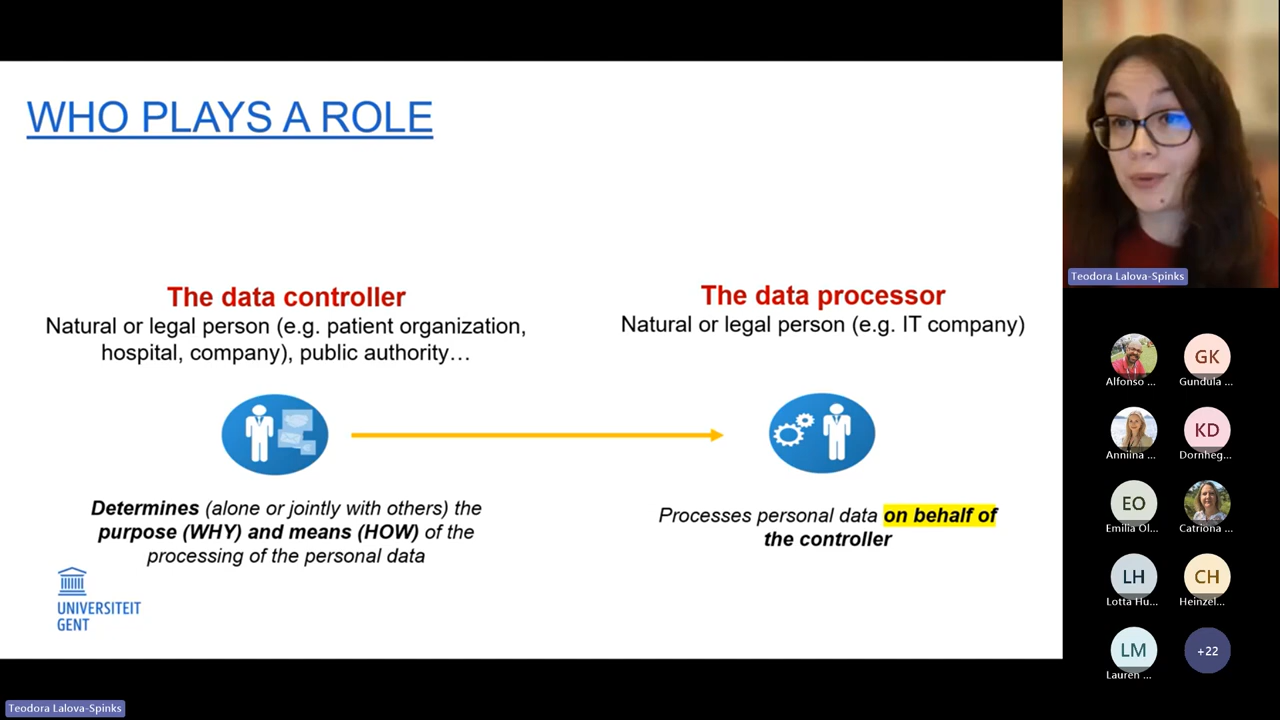 WHO PLAYS A ROLE
The data controller
Natural or legal person (e.g. patient organization,
hospital, company), public authority…
Determines (alone or jointly with others) the
purpose (WHY) and means (HOW) of the
processing of the personal data
The data processor
Natural or legal person (e.g. IT company)
Processes personal data on behalf of
the controller
UNIVERSITEIT
GENT
Teodora Lalova-Spinks
Alfonso ...
GK
Gundula ...
Anniina ...
KD
Dornheg...
EO
Emilia Ol...
Catriona ...
LH
Lotta Hu...
CH
Heinzel...
LM
Lauren ...
+22
Teodora Lalova-Spinks